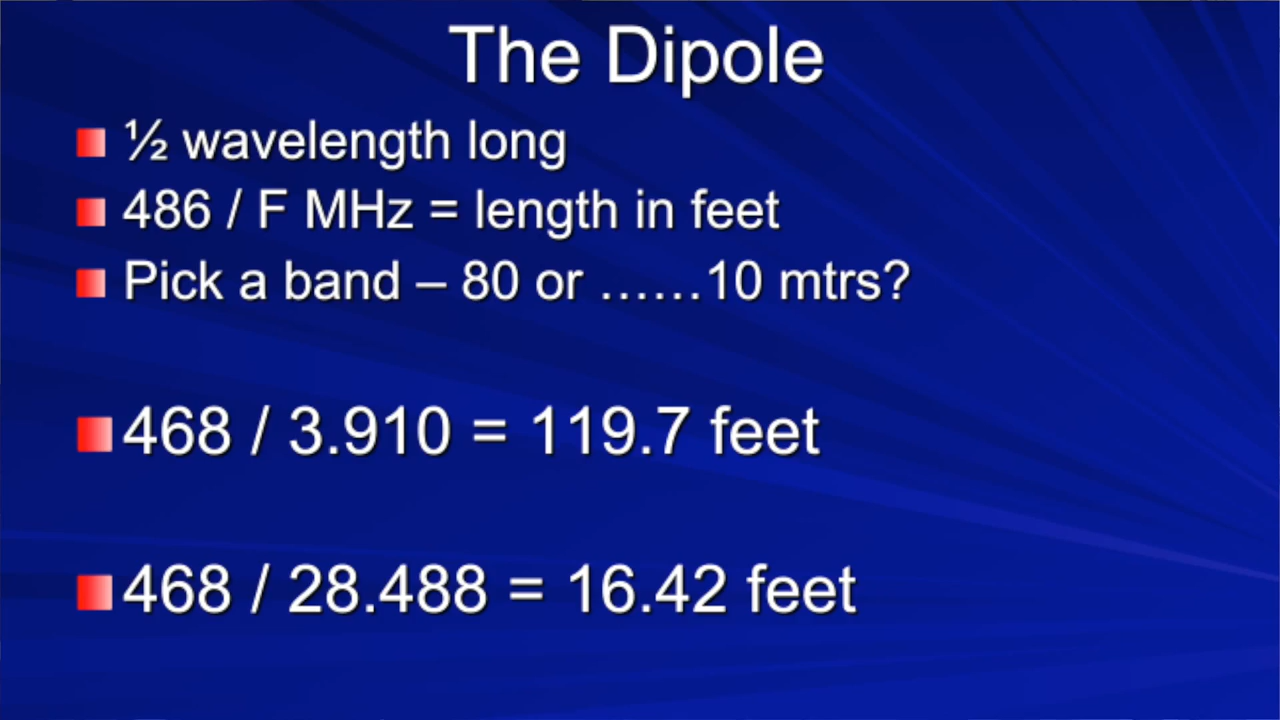 The Dipole
½ wavelength long
486 / F MHz = length in feet
Pick a band – 80 or ……10 mtrs?
468 / 3.910 = 119.7 feet
468 / 28.488 = 16.42 feet